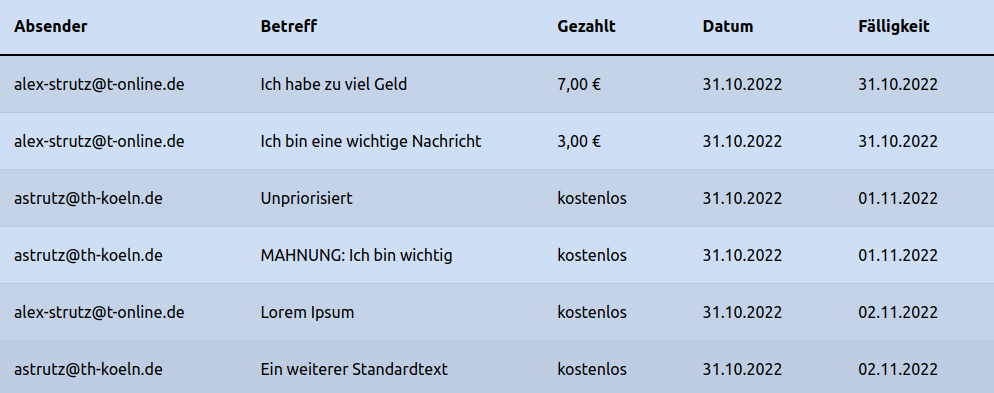 Absender Betreff Gezahlt Datum Fälligkeit
alex-strutz@t-online.de Ich habe zu viel Geld 7,00 € 31.10.2022 31.10.2022
alex-strutz@t-online.de Ich bin eine wichtige Nachricht 3,00 € 31.10.2022 31.10.2022
astrutz@th-koeln.de Unpriorisiert kostenlos 31.10.2022 01.11.2022
astrutz@th-koeln.de MAHNUNG: Ich bin wichtig kostenlos 31.10.2022 01.11.2022
alex-strutz@t-online.de Lorem Ipsum kostenlos 31.10.2022 02.11.2022
astrutz@th-koeln.de Ein weiterer Standardtext kostenlos 31.10.2022 02.11.2022